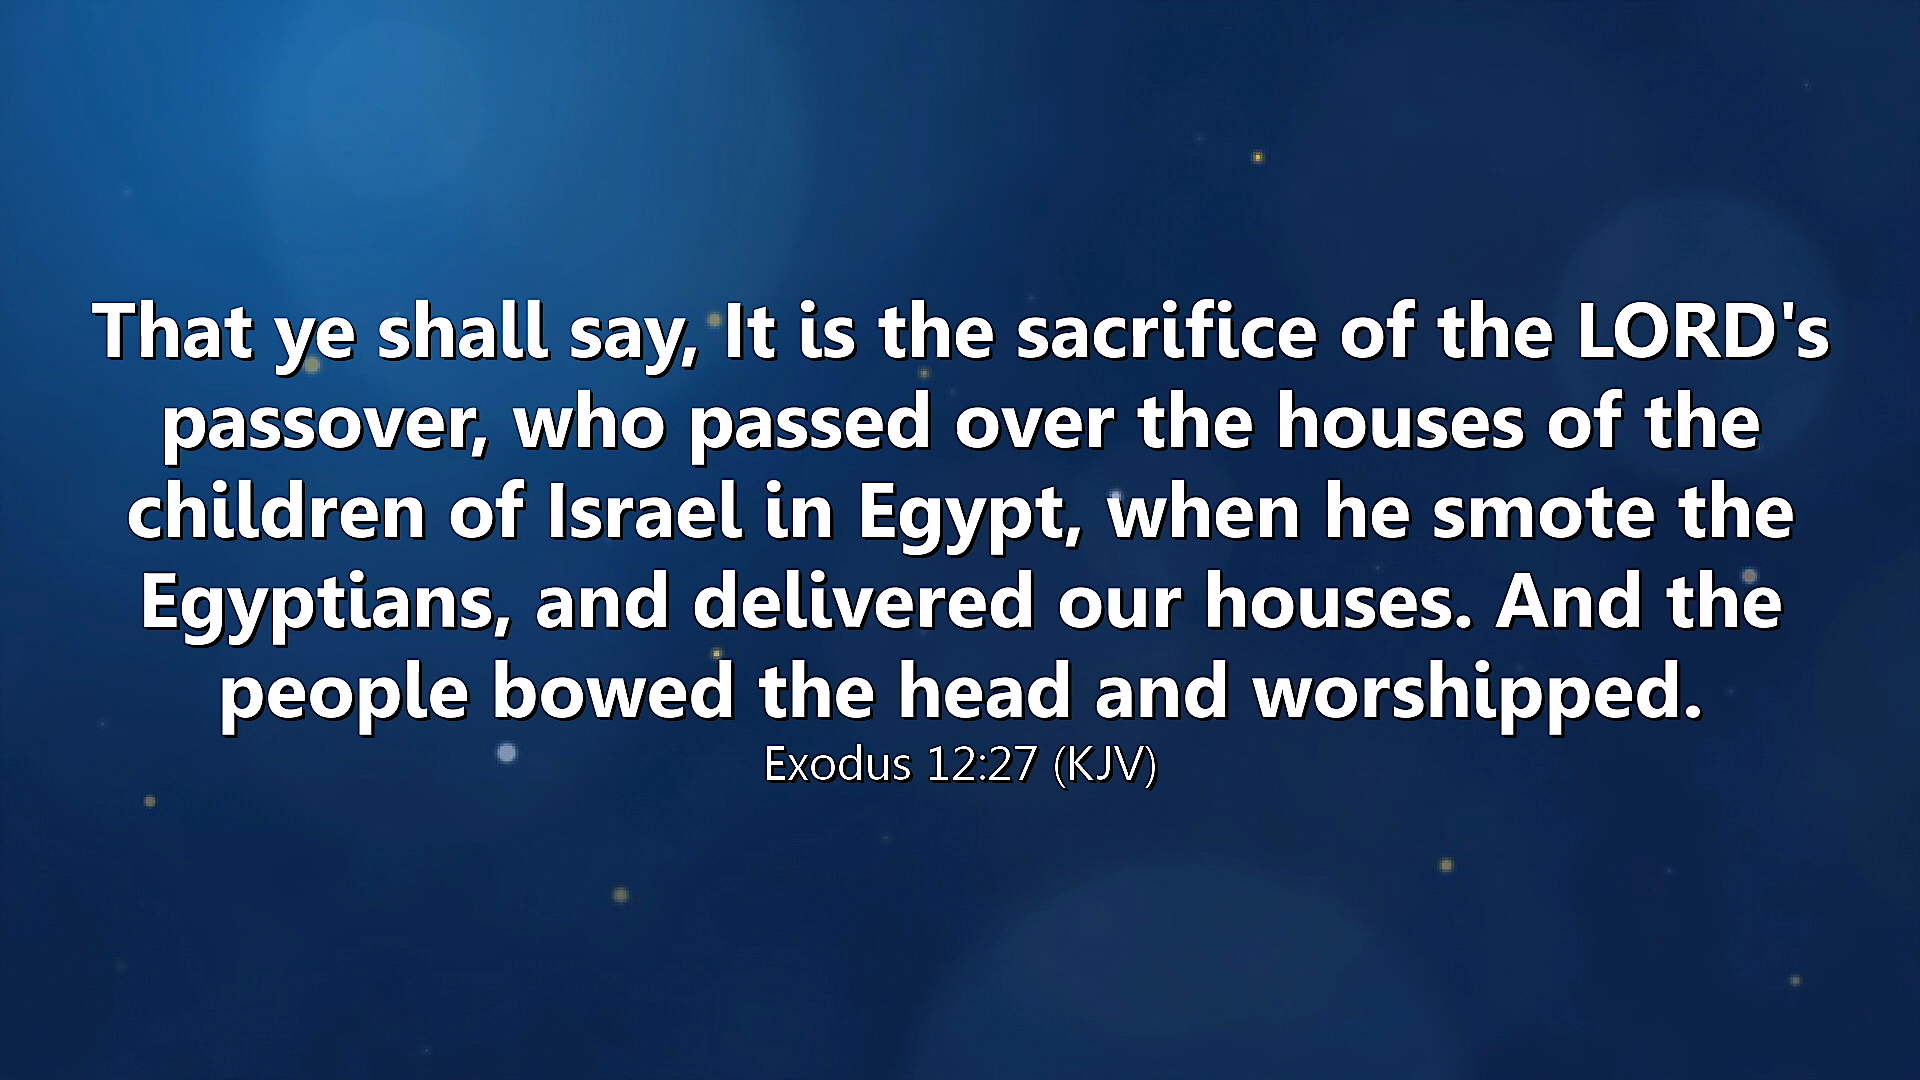 That ye shall say, It is the sacrifice of the LORD's
passover, who passed over the houses of the
children of Israel in Egypt, when he smote the
Egyptians, and delivered our houses. And the
people bowed the head and worshipped.
Exodus 12:27 (KJV)